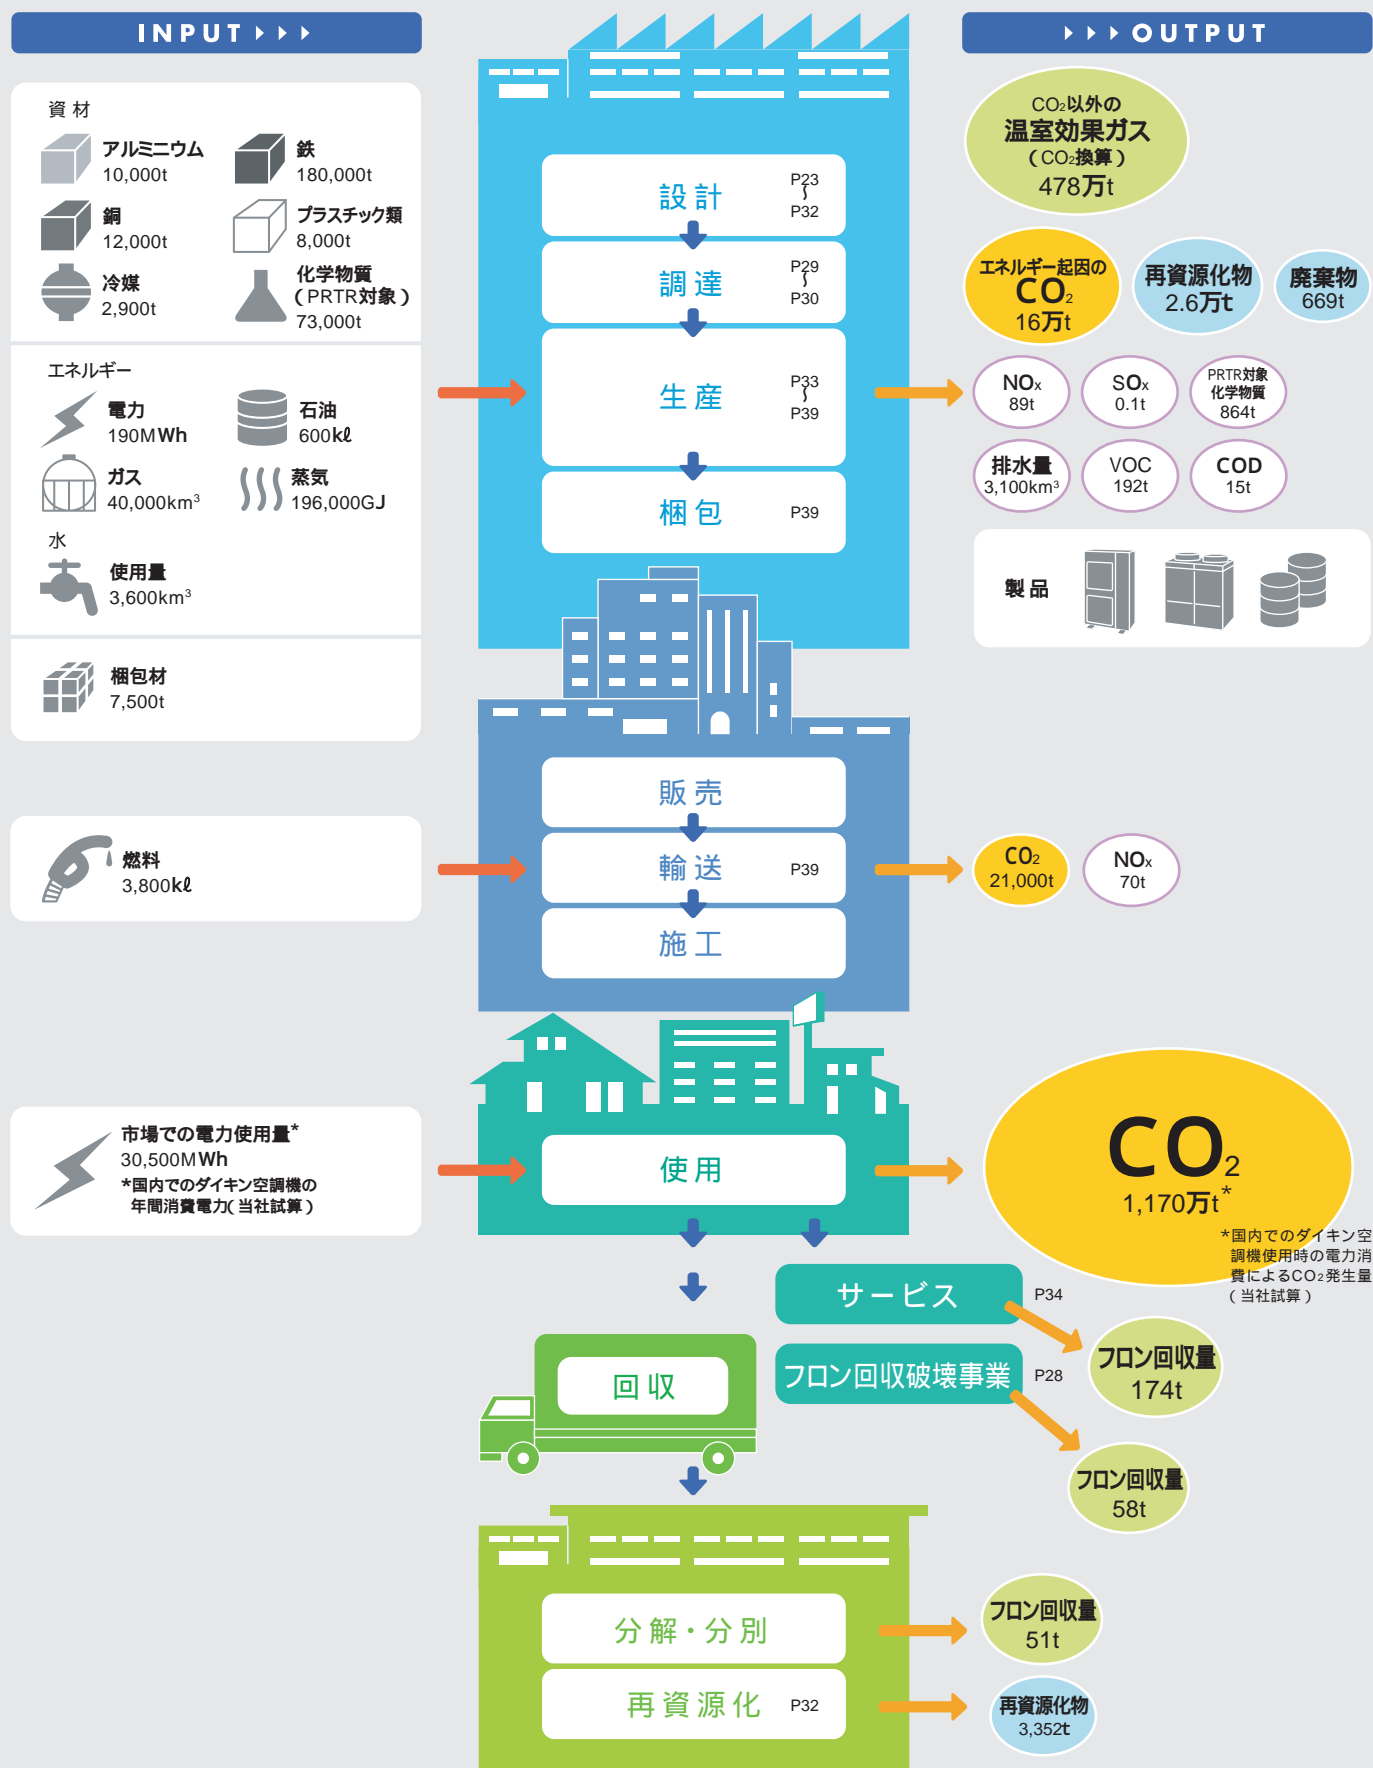 INPUT
資材
アルミニウム
10,000t
鉄
180,000t
銅
12,000t
プラスチック類
8,000t
冷媒
2,900t
化学物質
(PRTR対象)
73,000t
エネルギー
電力
190MWh
石油
600kℓ
ガス
40,000km³
蒸気
196,000GJ
水
使用量
3,600km³
梱包材
7,500t
燃料
3,800kℓ
市場での電力使用量*
30,500MWh
*国内でのダイキン空調機の
年間消費電力(当社試算)
設計
P23
〜
P32
調達
P29
〜
P30
生産
P33
〜
P39
梱包
P39
販売
輸送
P39
施工
使用
サービス
P34
フロン回収破壊事業
P28
回収
分解・分別
再資源化
P32
OUTPUT
CO₂以外の
温室効果ガス
(CO₂換算)
478万t
エネルギー起因の
CO₂
16万t
再資源化物
2.6万t
廃棄物
669t
NOx
89t
SOx
0.1t
PRTR対象
化学物質
864t
排水量
3,100km³
VOC
192t
COD
15t
製品
CO₂
21,000t
NOx
70t
CO₂
1,170万t*
*国内でのダイキン空
調機使用時の電力消
費によるCO₂発生量
(当社試算)
フロン回収量
174t
フロン回収量
58t
フロン回収量
51t
再資源化物
3,352t